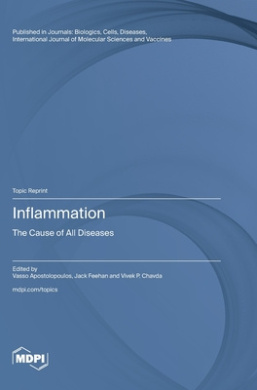 Published in Journals: Biologics, Cells, Diseases,
International Journal of Molecular Sciences and Vaccines
Topic Reprint
Inflammation
The Cause of All Diseases
Edited by
Vasso Apostolopoulos, Jack Feehan and Vivek P. Chavda
mdpi.com/topics
MDPI